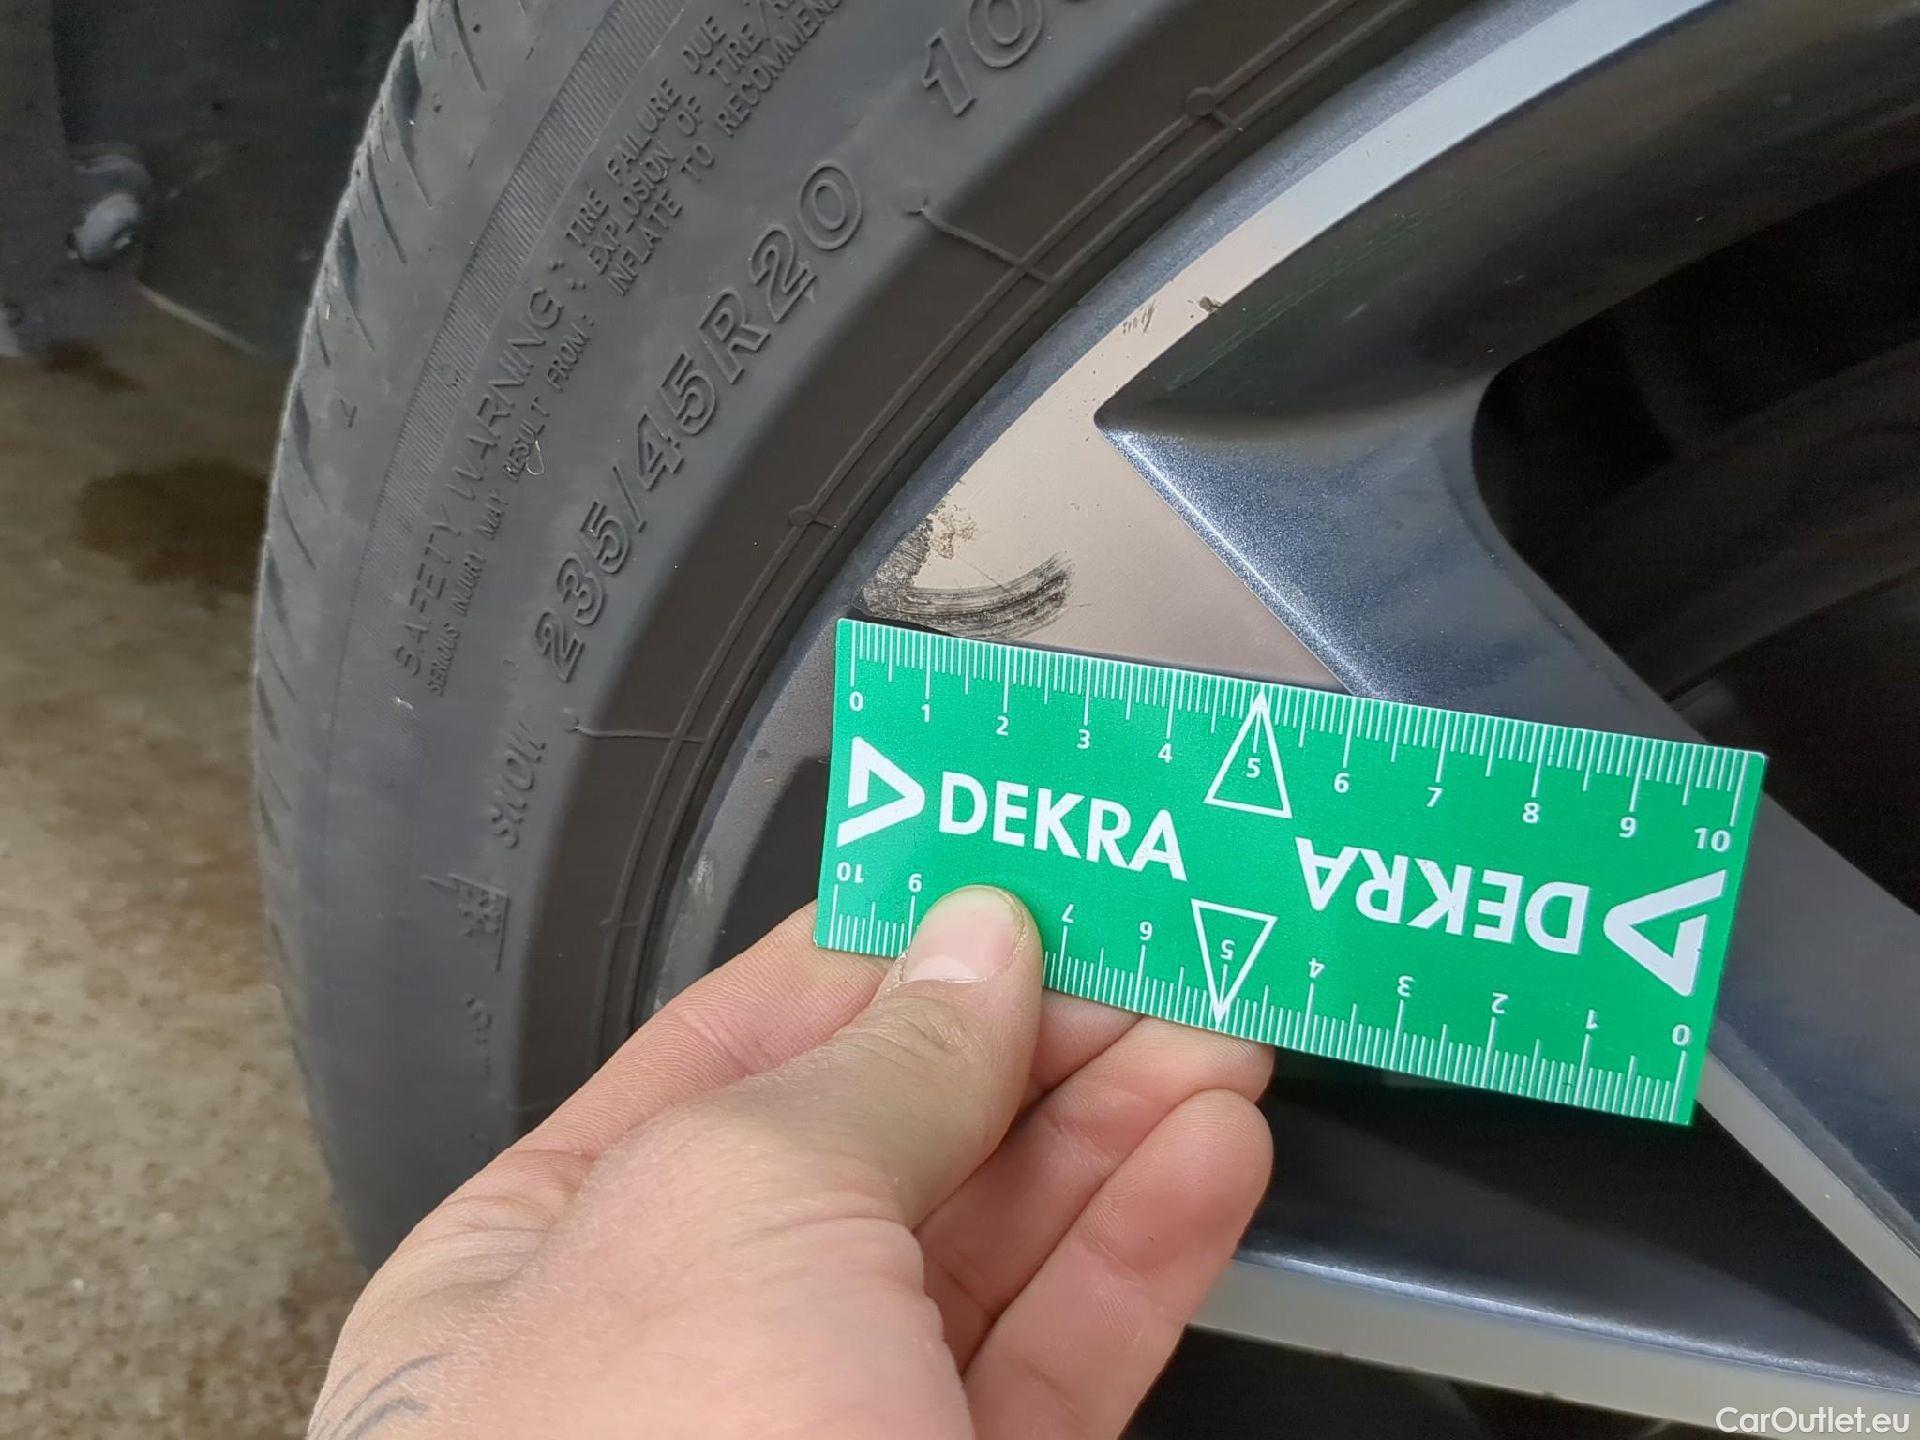 TIRE FAILURE DUE
EXPLOSION OF TIRE/R
INFLATE TO RECOMMEN
SAFETY WARNING :
SERIOUS INJURY MAY RESULT FROM :
235/45R20
10
0 1 2 3 4 5 6 7 8 9 10
DEKRA
DEKRA
10 9 7 6 5 4 3 2 1 0
CarOutlet.eu